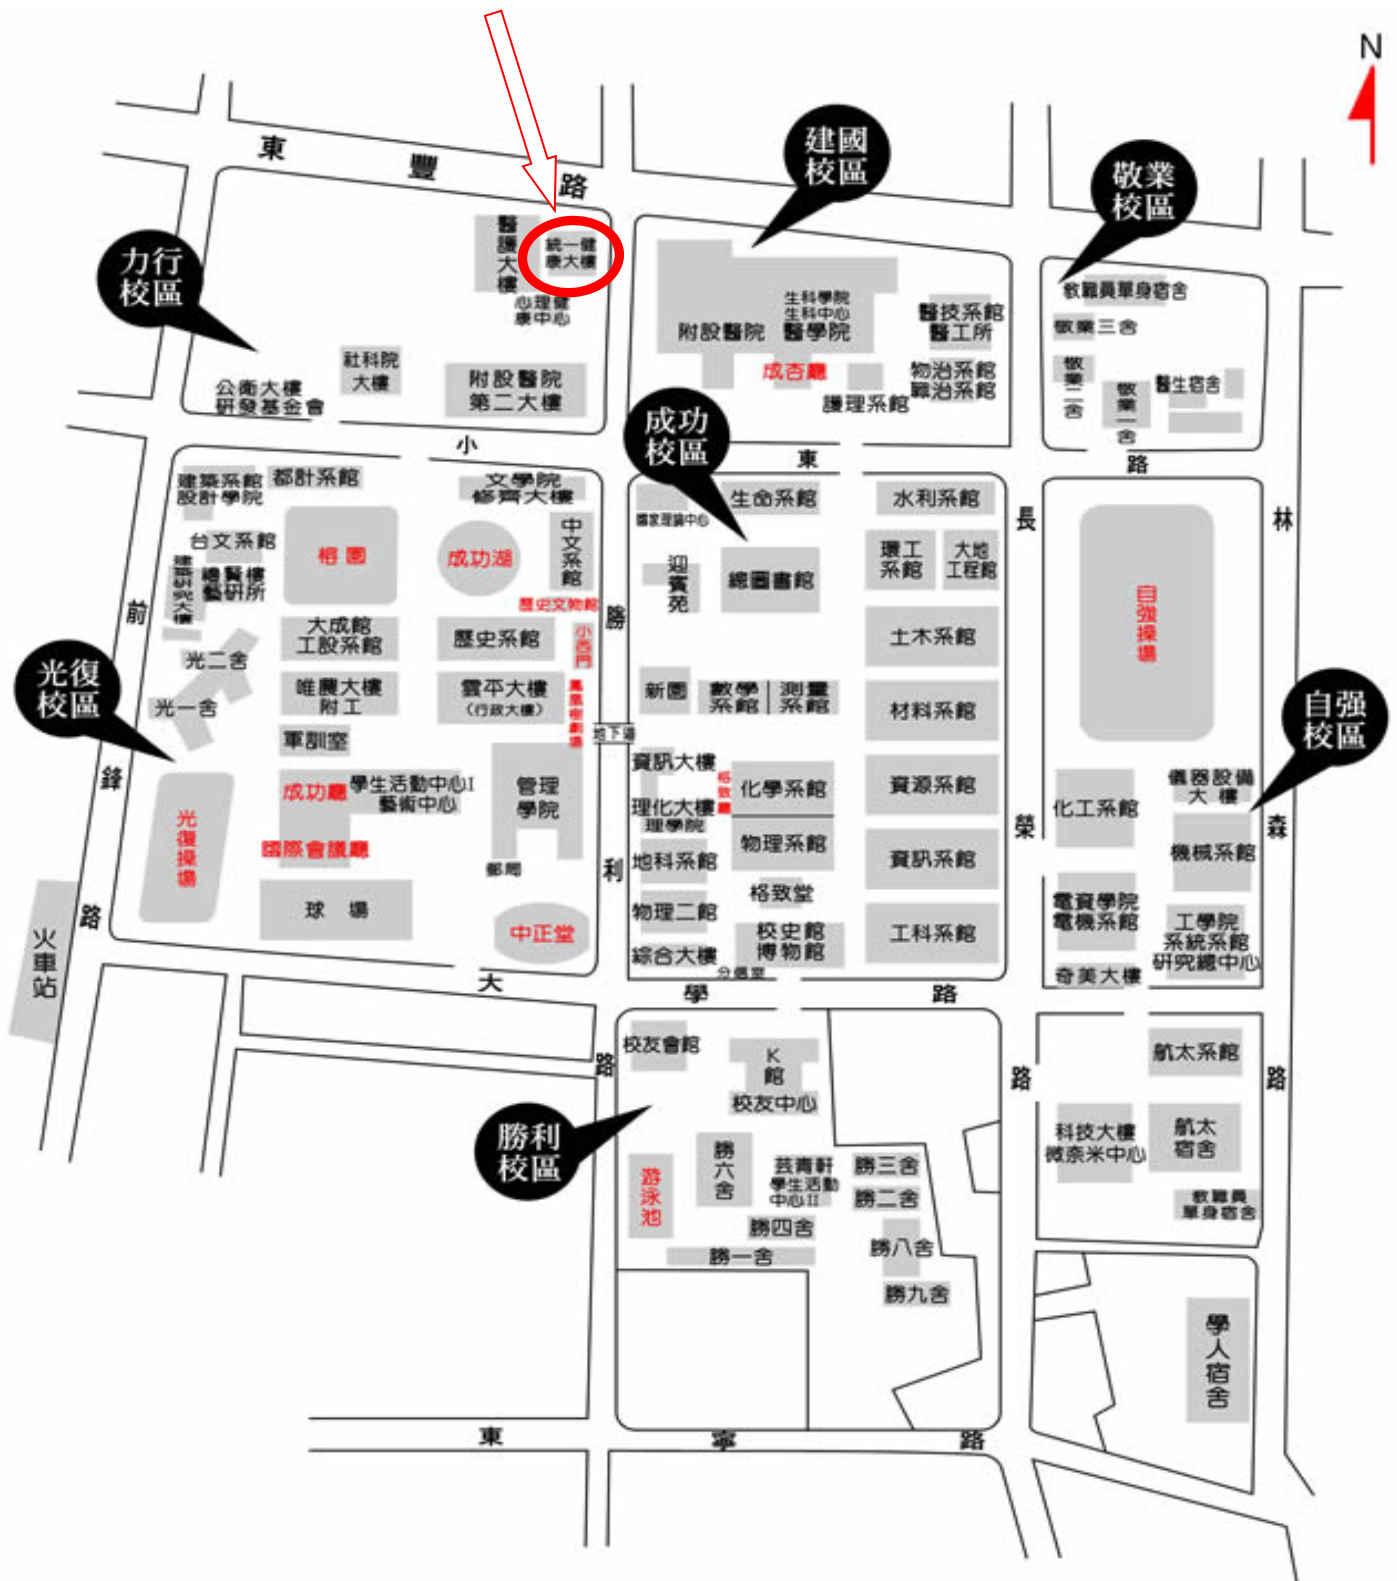 N
東豐路
建國
校區
敬業
校區
力行
校區
醫護大樓
統一健
康大樓
心理健
康中心
社科院
大樓
附設醫院
第二大樓
公衛大樓
研發基金會
生科學院
生科中心
附設醫院
醫學院
成杏廳
護理系館
醫技系館
醫工所
物治系館
職治系館
教職員單身宿舍
敬業三舍
敬業二舍
敬業一舍
醫生宿舍
小東路
成功
校區
建築系館
設計學院
都計系館
文學院
修齊大樓
中文系館
台文系館
總賢樓
藝研所
榕園
成功湖
歷史文物館
小西門
大成館
工設系館
歷史系館
光二舍
光一舍
唯農大樓
附工
雲平大樓
(行政大樓)
鳳凰樹劇場
軍訓室
成功廳
學生活動中心I
藝術中心
國際會議廳
管理
學院
郵局
光復
校區
光復操場
球場
中正堂
前鋒路
火車站
勝利路
地下道
國家理論中心
生命系館
水利系館
迎賓苑
總圖書館
環工
系館
大地
工程館
土木系館
新園
數學
系館
測量
系館
材料系館
資訊大樓
理化大樓
理學院
格致廳
化學系館
資源系館
物理系館
資訊系館
地科系館
格致堂
物理二館
校史館
博物館
工科系館
綜合大樓
長榮路
自強操場
林森路
自强
校區
化工系館
儀器設備
大樓
機械系館
電資學院
電機系館
工學院
系統系館
研究總中心
奇美大樓
大學路
校友會館
K
館
校友中心
勝利
校區
游泳池
勝六舍
芸青軒
學生活動
中心II
勝三舍
勝二舍
勝四舍
勝一舍
勝八舍
勝九舍
航太系館
科技大樓
微奈米中心
航太
宿舍
教職員
單身宿舍
學人宿舍
東寧路